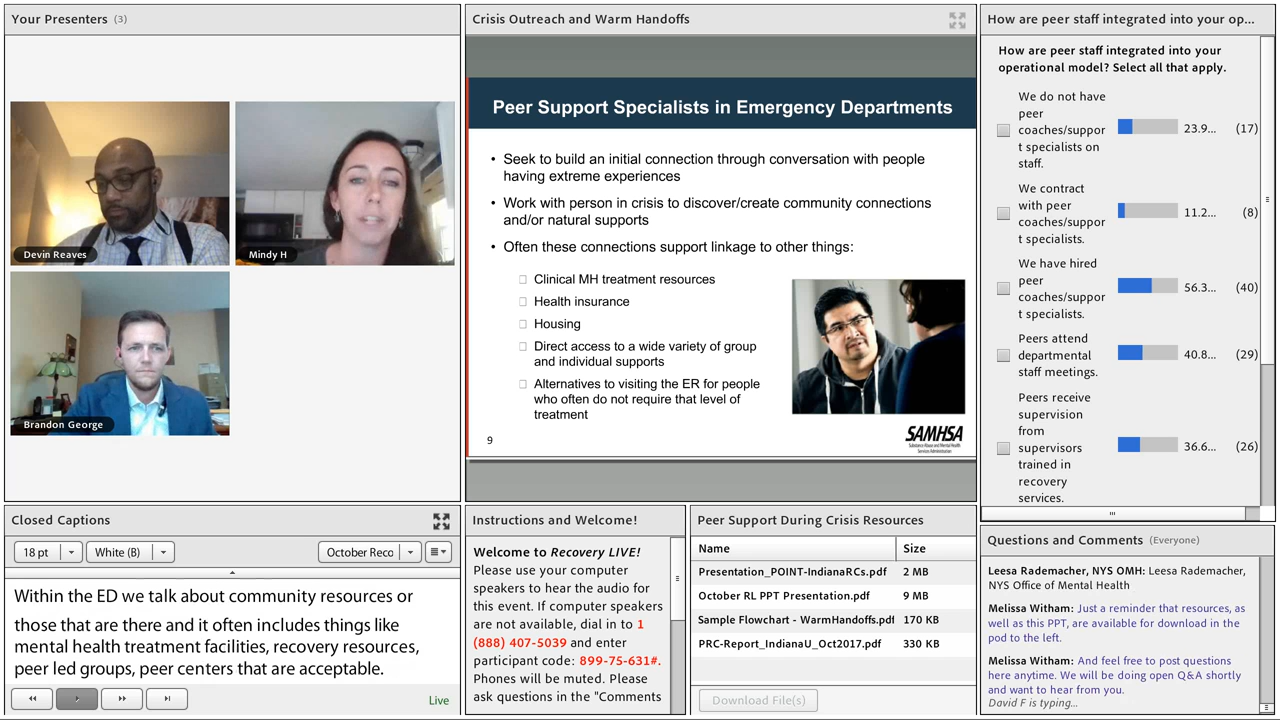 Your Presenters (3)
Devin Reaves
Mindy H
Brandon George
Crisis Outreach and Warm Handoffs
Peer Support Specialists in Emergency Departments
• Seek to build an initial connection through conversation with people
having extreme experiences
• Work with person in crisis to discover/create community connections
and/or natural supports
• Often these connections support linkage to other things:
Clinical MH treatment resources
Health insurance
Housing
Direct access to a wide variety of group
and individual supports
Alternatives to visiting the ER for people
who often do not require that level of
treatment
9
SAMHSA
Substance Abuse and Mental Health
Services Administration
How are peer staff integrated into your op...
How are peer staff integrated into your
operational model? Select all that apply.
We do not have
peer
coaches/suppor
t specialists on
staff.
23.9... (17)
We contract
with peer
coaches/suppor
t specialists.
11.2... (8)
We have hired
peer
coaches/suppor
t specialists.
56.3... (40)
Peers attend
departmental
staff meetings.
40.8... (29)
Peers receive
supervision
from
supervisors
trained in
recovery
services.
36.6... (26)
Closed Captions
18 pt White (B) October Reco
Within the ED we talk about community resources or
those that are there and it often includes things like
mental health treatment facilities, recovery resources,
peer led groups, peer centers that are acceptable.
Live
Instructions and Welcome!
Welcome to Recovery LIVE!
Please use your computer
speakers to hear the audio for
this event. If computer speakers
are not available, dial in to 1
(888) 407-5039 and enter
participant code: 899-75-631#.
Phones will be muted. Please
ask questions in the "Comments
Peer Support During Crisis Resources
Name Size
Presentation_POINT-IndianaRCs.pdf 2 MB
October RL PPT Presentation.pdf 9 MB
Sample Flowchart - WarmHandoffs.pdf 170 KB
PRC-Report_IndianaU_Oct2017.pdf 330 KB
Download File(s)
Questions and Comments (Everyone)
Leesa Rademacher, NYS OMH: Leesa Rademacher,
NYS Office of Mental Health
Melissa Witham: Just a reminder that resources, as
well as this PPT, are available for download in the
pod to the left.
Melissa Witham: And feel free to post questions
here anytime. We will be doing open Q&A shortly
and want to hear from you.
David F is typing...